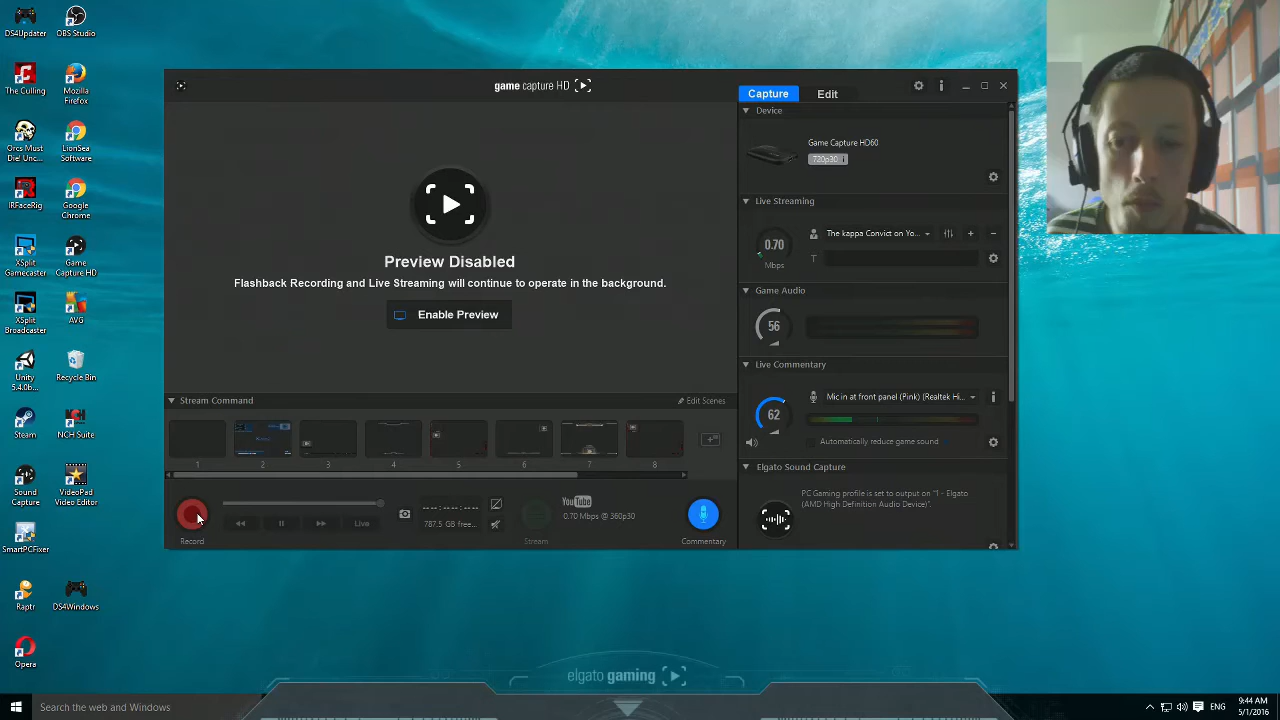 DS4Updater
OBS Studio
The Culling
Mozilla
Firefox
Orcs Must
Die! Unc...
LionSea
Software
IRFaceRig
Google
Chrome
XSplit
Gamecaster
Game
Capture HD
XSplit
Broadcaster
AVG
Unity
5.4.0b...
Recycle Bin
Steam
NCH Suite
Sound
Capture
VideoPad
Video Editor
SmartPCFixer
Raptr
DS4Windows
Opera
game capture HD
Preview Disabled
Flashback Recording and Live Streaming will continue to operate in the background.
Enable Preview
Stream Command
Edit Scenes
1
2
3
4
5
6
7
8
Record
Live
--:--:--
787.5 GB free...
Stream
YouTube
0.70 Mbps @ 360p30
Commentary
Capture
Edit
Device
Game Capture HD60
720p30 i
Live Streaming
0.70
Mbps
The kappa Convict on Yo...
T
Game Audio
56
Live Commentary
62
Mic in at front panel (Pink) (Realtek Hi...
Automatically reduce game sound
Elgato Sound Capture
PC Gaming profile is set to output on "1 - Elgato
(AMD High Definition Audio Device)".
elgato gaming
Search the web and Windows
ENG
9:44 AM
5/1/2016